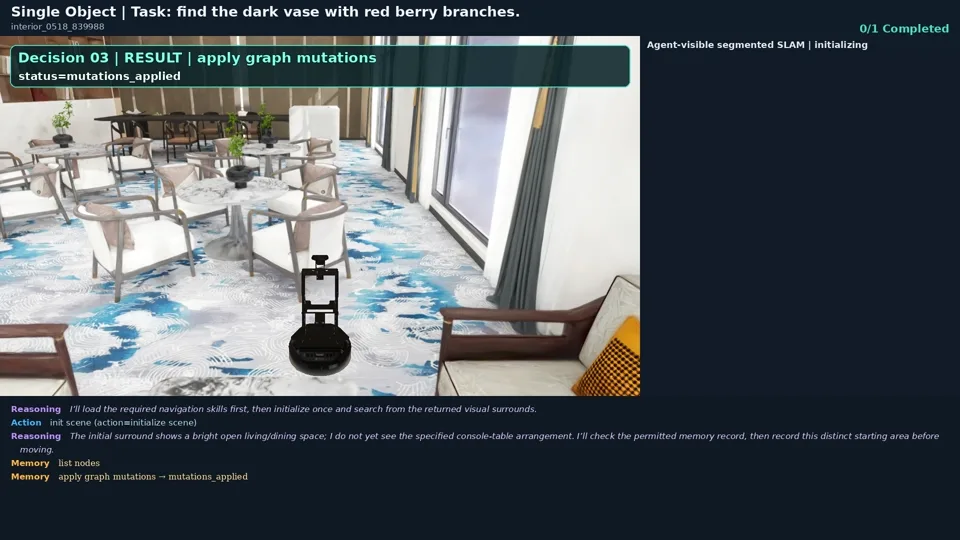 Single Object | Task: find the dark vase with red berry branches.
interior_0518_839988
0/1 Completed
Agent-visible segmented SLAM | initializing
Decision 03 | RESULT | apply graph mutations
status=mutations_applied
Reasoning I'll load the required navigation skills first, then initialize once and search from the returned visual surrounds.
Action init scene (action=initialize scene)
Reasoning The initial surround shows a bright open living/dining space; I do not yet see the specified console-table arrangement. I'll check the permitted memory record, then record this distinct starting area before
moving.
Memory list nodes
Memory apply graph mutations → mutations_applied